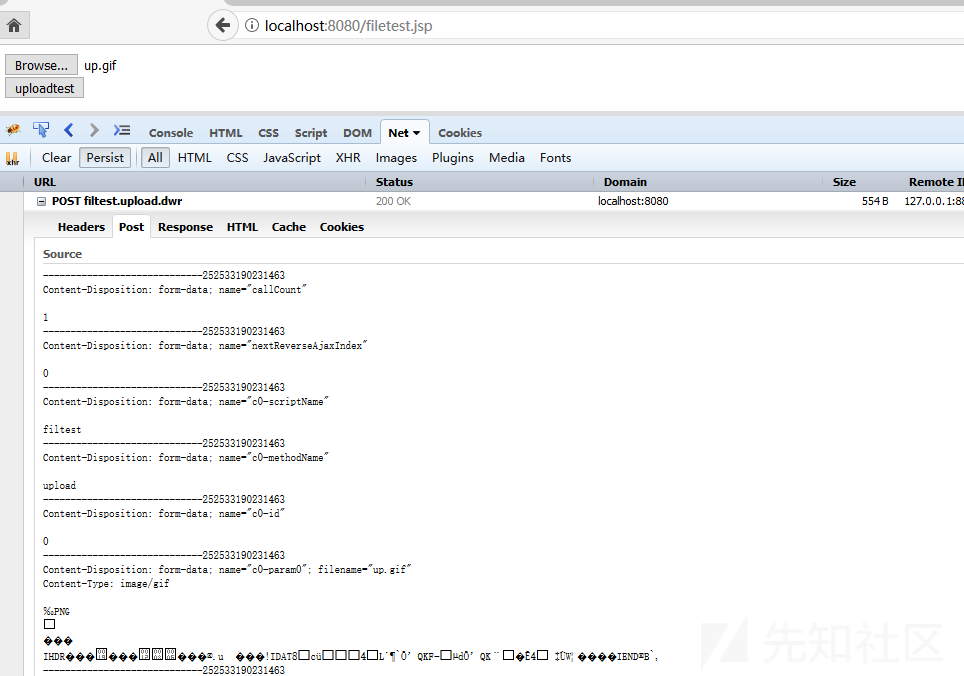 localhost:8080/filetest.jsp
Browse... up.gif
uploadtest
Console HTML CSS Script DOM Net Cookies
xhr Clear Persist All HTML CSS JavaScript XHR Images Plugins Media Fonts
URL Status Domain Size Remote I
POST filtest.upload.dwr 200 OK localhost:8080 554 B 127.0.0.1:88
Headers Post Response HTML Cache Cookies
Source
-----------------------------252533190231463
Content-Disposition: form-data; name="callCount"
1
-----------------------------252533190231463
Content-Disposition: form-data; name="nextReverseAjaxIndex"
0
-----------------------------252533190231463
Content-Disposition: form-data; name="c0-scriptName"
filtest
-----------------------------252533190231463
Content-Disposition: form-data; name="c0-methodName"
upload
-----------------------------252533190231463
Content-Disposition: form-data; name="c0-id"
0
-----------------------------252533190231463
Content-Disposition: form-data; name="c0-param0"; filename="up.gif"
Content-Type: image/gif
‰PNG
IHDR
-----------------------------252533190231463
先知社区